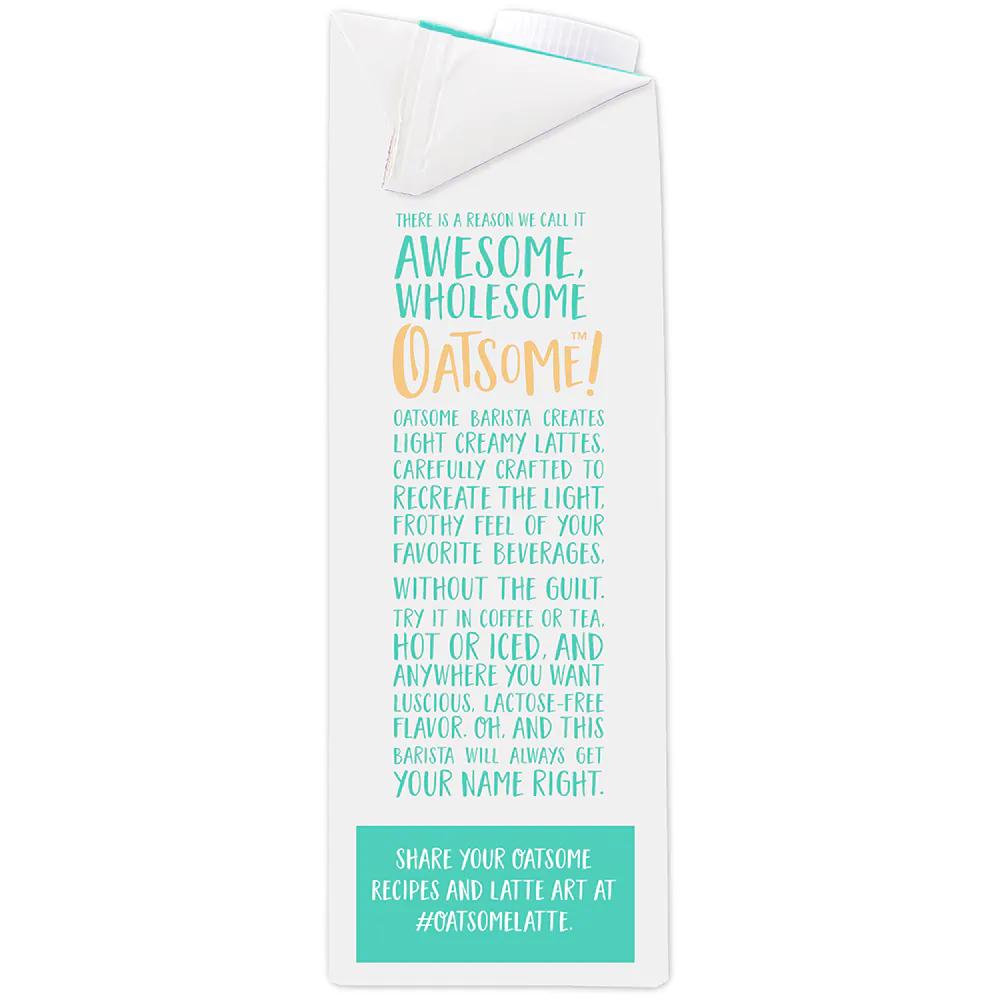 THERE IS A REASON WE CALL IT
AWESOME,
WHOLESOME
OATSOME™!
OATSOME BARISTA CREATES
LIGHT CREAMY LATTES,
CAREFULLY CRAFTED TO
RECREATE THE LIGHT,
FROTHY FEEL OF YOUR
FAVORITE BEVERAGES,
WITHOUT THE GUILT.
TRY IT IN COFFEE OR TEA,
HOT OR ICED, AND
ANYWHERE YOU WANT
LUSCIOUS, LACTOSE-FREE
FLAVOR. OH, AND THIS
BARISTA WILL ALWAYS GET
YOUR NAME RIGHT.
SHARE YOUR OATSOME
RECIPES AND LATTE ART AT
#OATSOMELATTE.